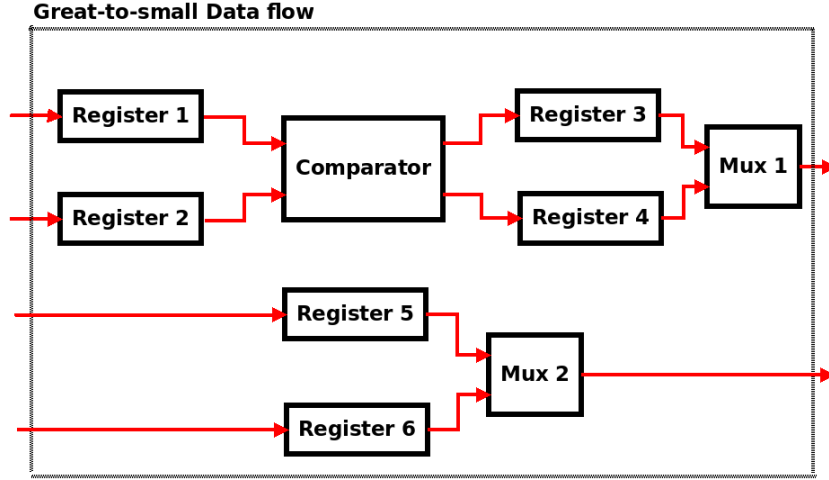 Great-to-small Data flow
Register 1
Register 2
Comparator
Register 3
Register 4
Mux 1
Register 5
Register 6
Mux 2